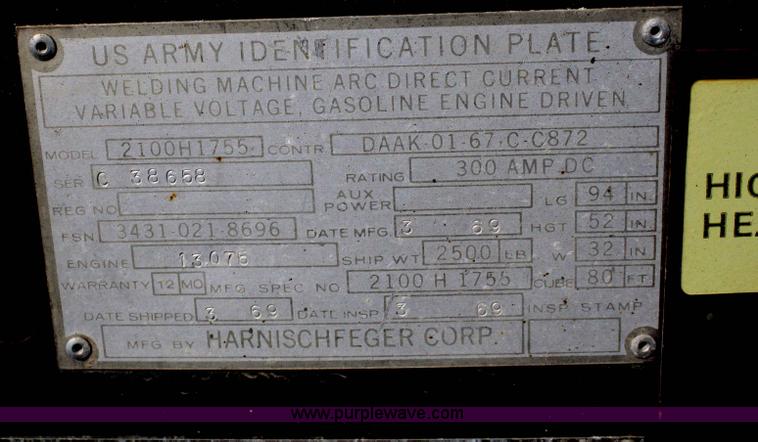 US ARMY IDENTIFICATION PLATE
WELDING MACHINE ARC DIRECT CURRENT
VARIABLE VOLTAGE, GASOLINE ENGINE DRIVEN
MODEL 2100H1755 CONTR DAAK-01-67-C-C872
SER C 38658 RATING 300 AMP DC
REG NO AUX POWER LG 94 IN.
FSN 3431-021-8696 DATE MFG. 3 69 HGT 52 IN.
ENGINE 13.075 SHIP WT 2500 LB W 32 IN
WARRANTY 12 MO MFG SPEC NO 2100 H 1755 CUBE 80 FT.
DATE SHIPPED 3 69 DATE INSP 3 69 INSP STAMP
MFG BY HARNISCHFEGER CORP.
HIG
HEA
www.purplewave.com